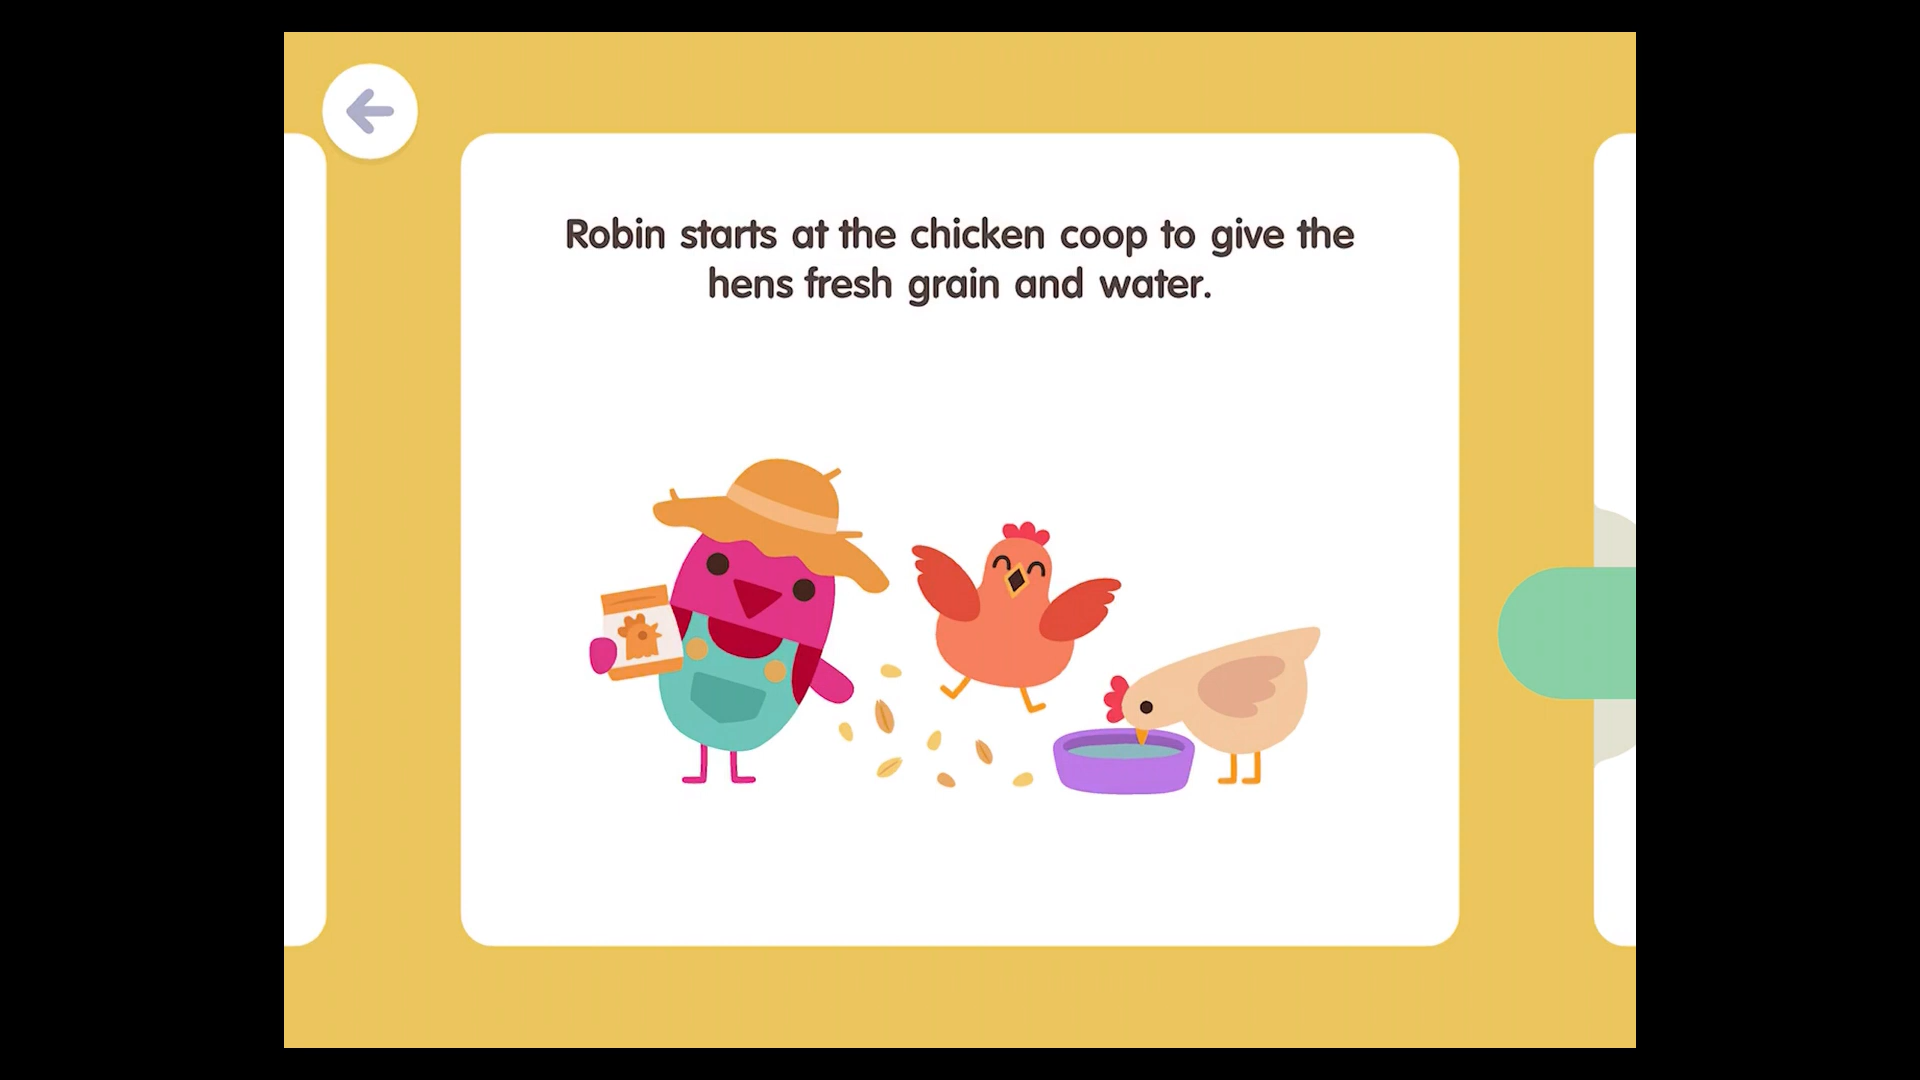 Robin starts at the chicken coop to give the
hens fresh grain and water.